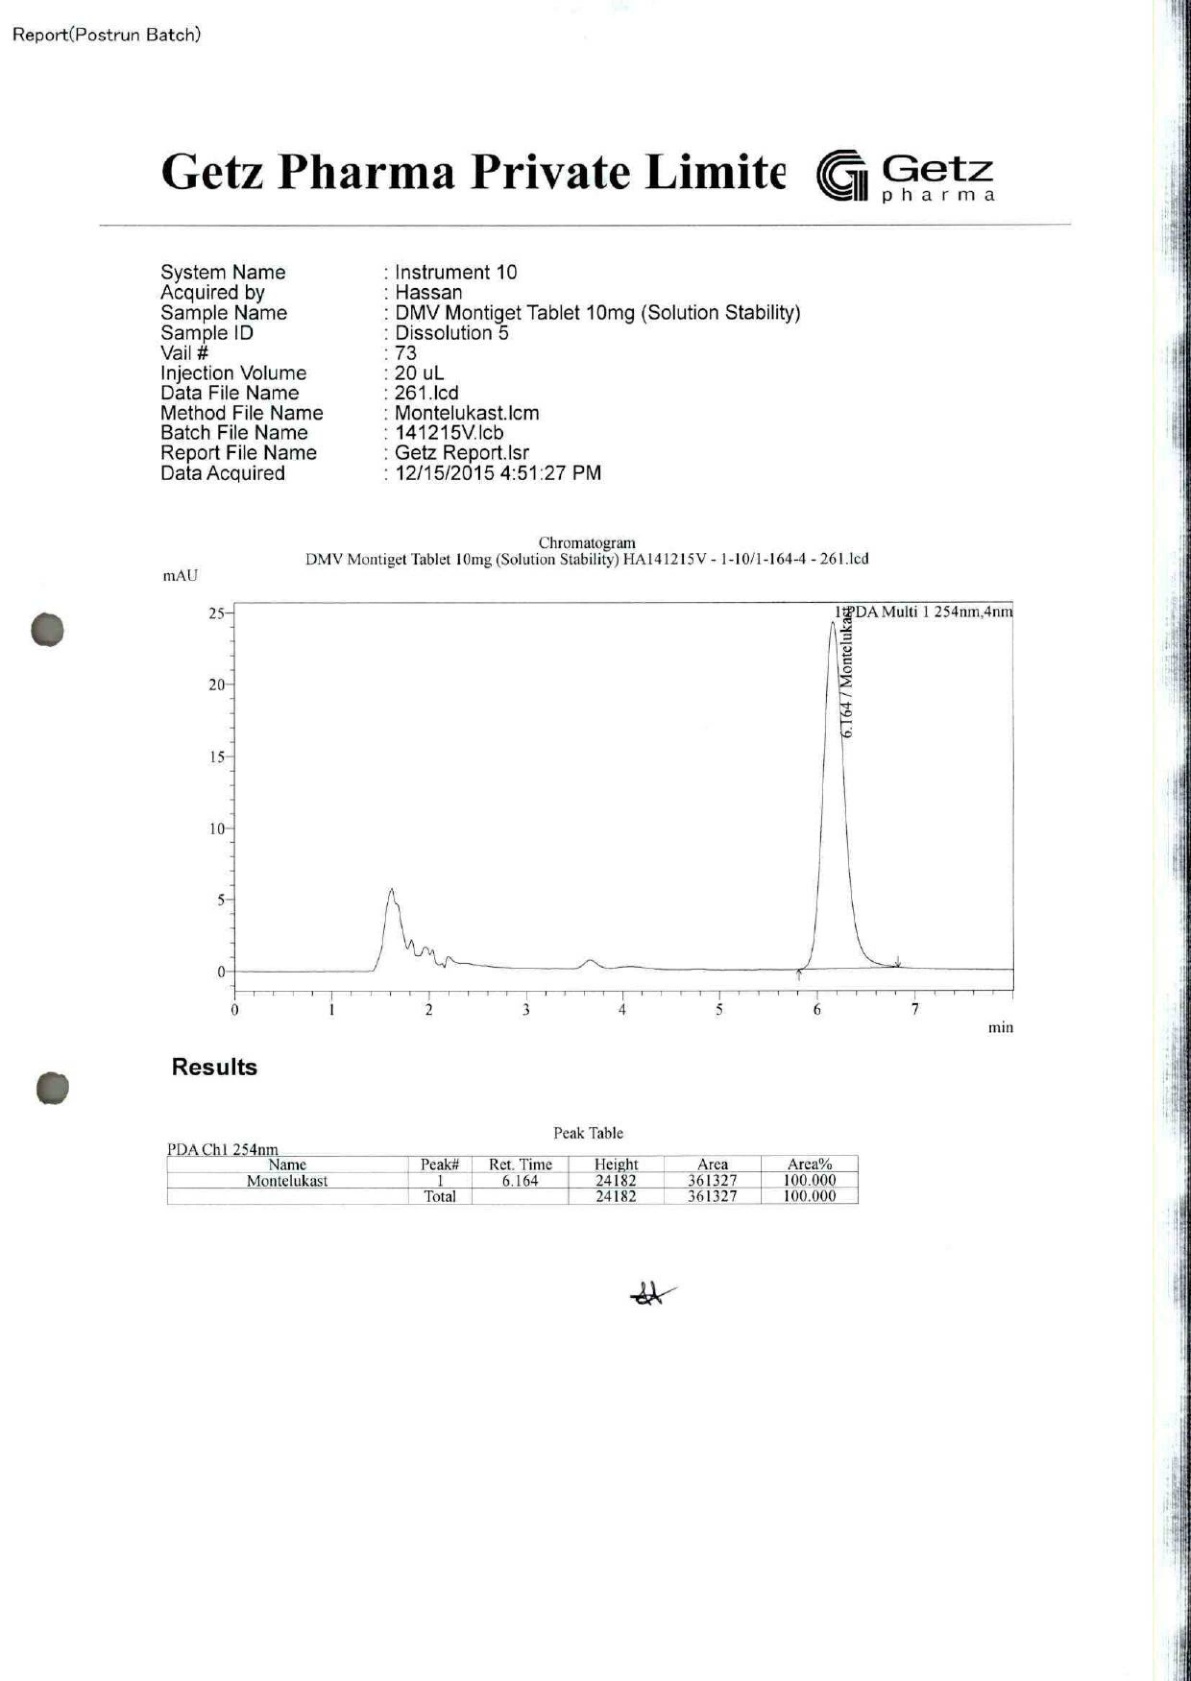 Report(Postrun Batch)
Getz Pharma Private Limite
Getz
pharma
System Name : Instrument 10
Acquired by : Hassan
Sample Name : DMV Montiget Tablet 10mg (Solution Stability)
Sample ID : Dissolution 5
Vail # : 73
Injection Volume : 20 uL
Data File Name : 261.lcd
Method File Name : Montelukast.lcm
Batch File Name : 141215V.lcb
Report File Name : Getz Report.lsr
Data Acquired : 12/15/2015 4:51:27 PM
Chromatogram
DMV Montiget Tablet 10mg (Solution Stability) HA141215V - 1-10/1-164-4 - 261.lcd
mAU
25
PDA Multi 1 254nm,4nm
6.164 / Montelukast
20
15
10
5
0
0 1 2 3 4 5 6 7
min
Results
Peak Table
PDA Ch1 254nm
Name Peak# Ret. Time Height Area Area%
Montelukast 1 6.164 24182 361327 100.000
Total 24182 361327 100.000